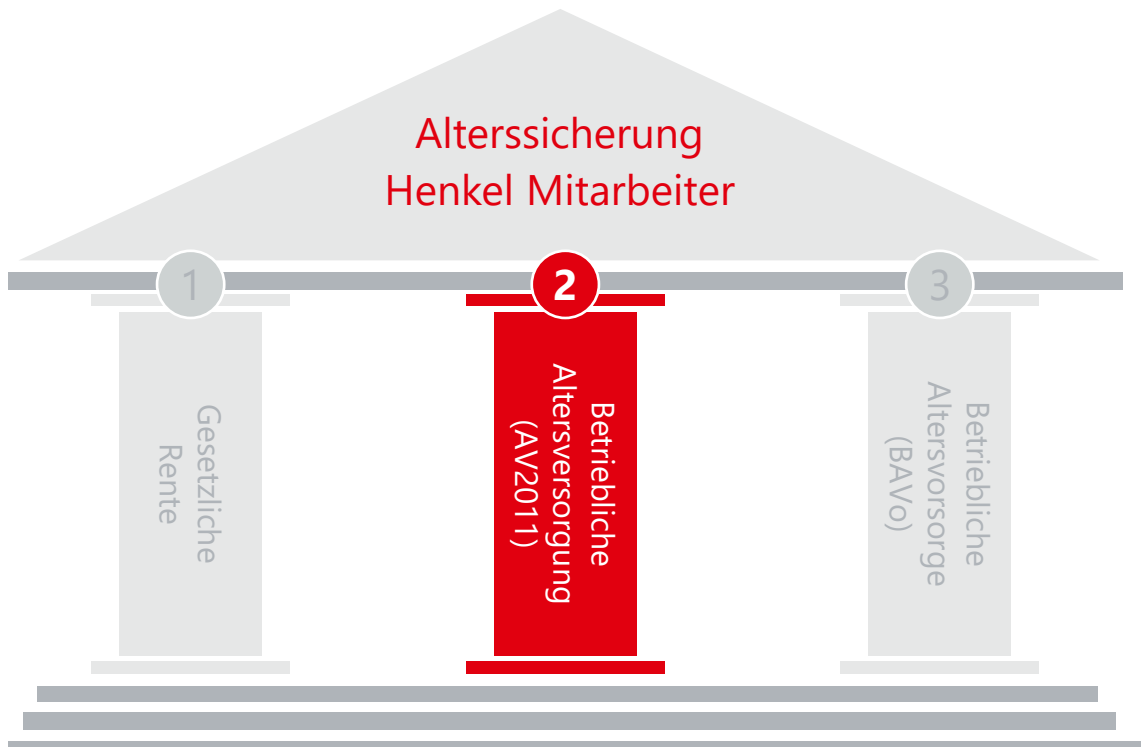 Alterssicherung
Henkel Mitarbeiter
1
Gesetzliche
Rente
2
Betriebliche
Altersversorgung
(AV2011)
3
Betriebliche
Altersvorsorge
(BAVo)